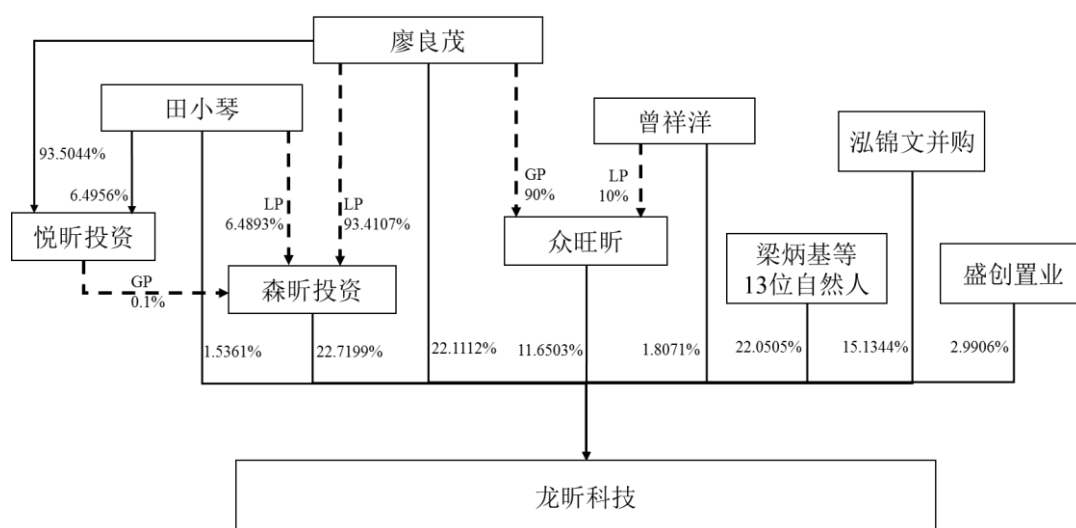 廖良茂
田小琴
曾祥洋
泓锦文并购
93.5044%
6.4956%
LP
6.4893%
LP
93.4107%
GP
90%
LP
10%
悦昕投资
众旺昕
梁炳基等
13位自然人
盛创置业
GP
0.1%
森昕投资
1.5361%
22.7199%
22.1112%
11.6503%
1.8071%
22.0505%
15.1344%
2.9906%
龙昕科技